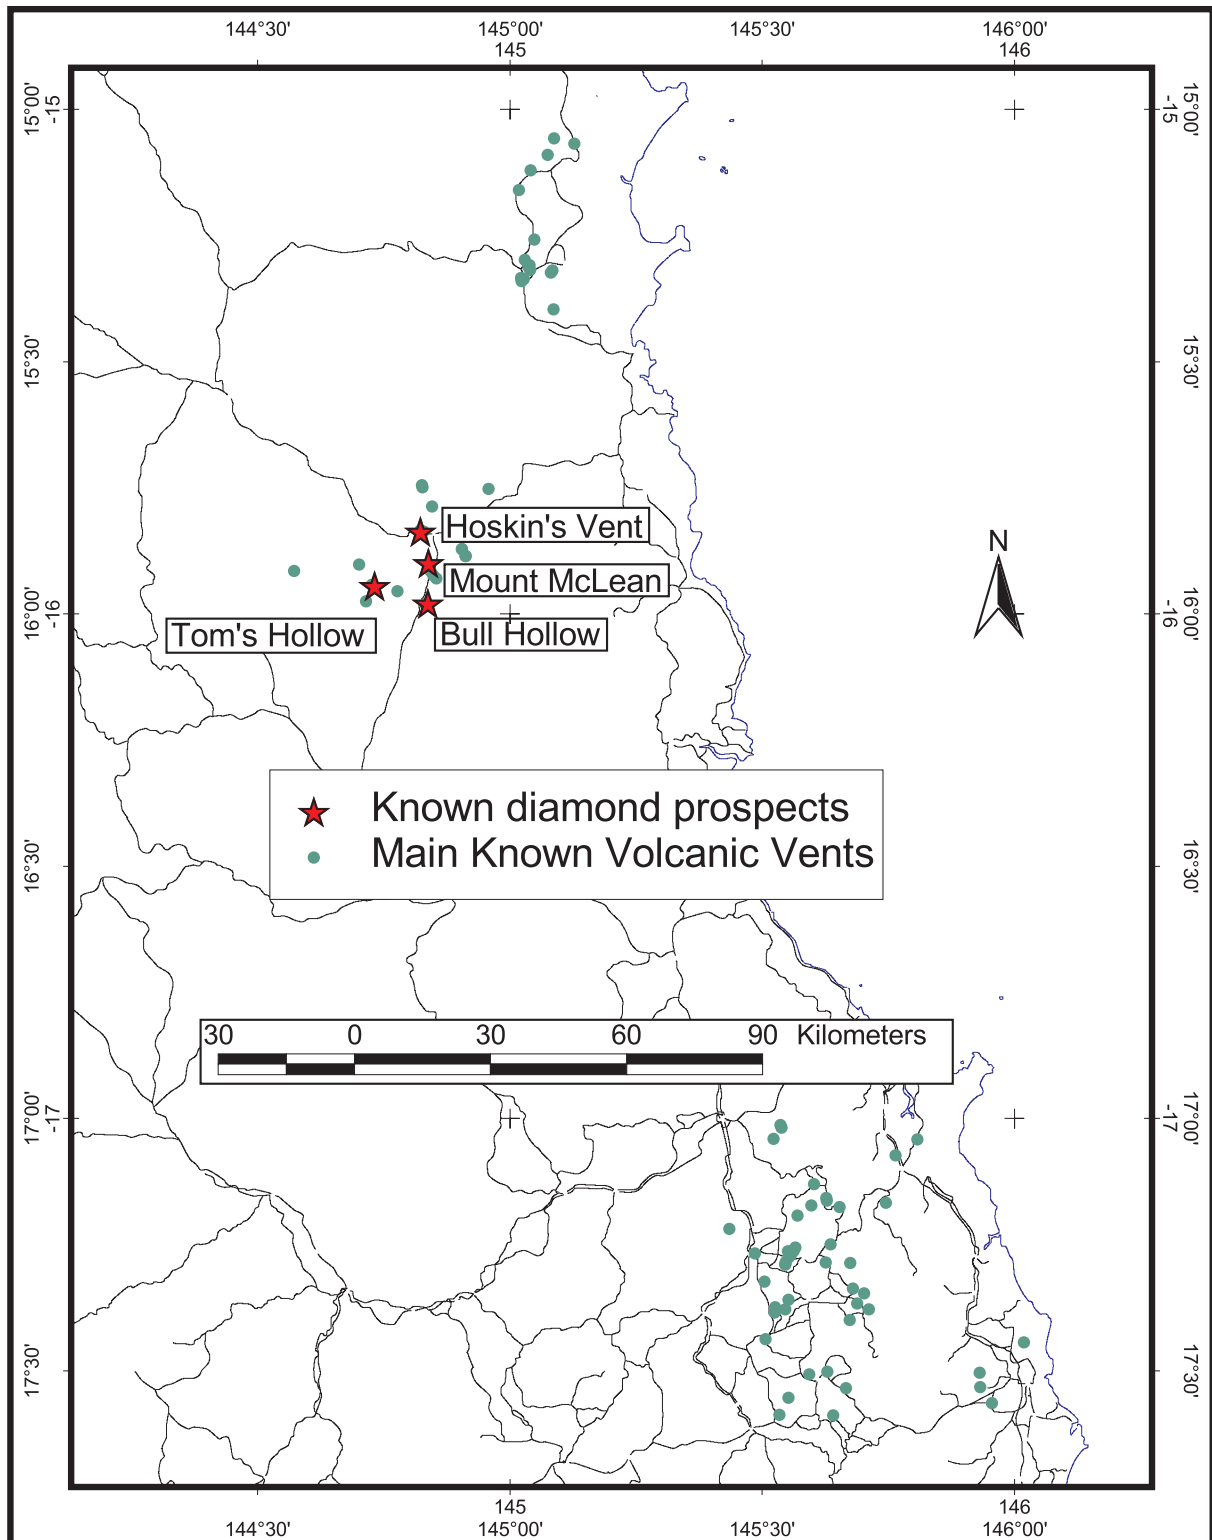 144°30' 145°00' 145°30' 146°00'
145 146
15°00' -15 -15 15°00'
15°30' 15°30'
Hoskin's Vent
N
Mount McLean
16°00' -16 -16 16°00'
Tom's Hollow Bull Hollow
Known diamond prospects
Main Known Volcanic Vents
16°30' 16°30'
30 0 30 60 90 Kilometers
17°00' -17 -17 17°00'
17°30' 17°30'
145 146
144°30' 145°00' 145°30' 146°00'